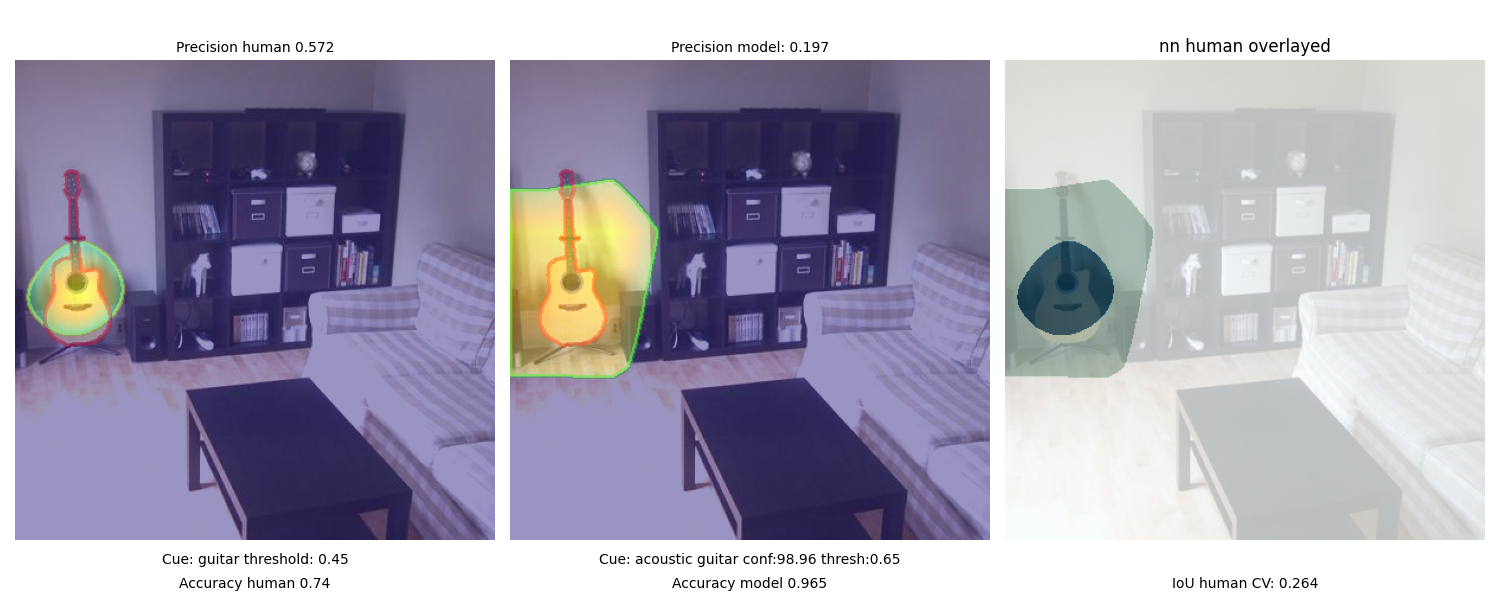 Precision human 0.572
Precision model: 0.197
nn human overlayed
Cue: guitar threshold: 0.45
Cue: acoustic guitar conf:98.96 thresh:0.65
Accuracy human 0.74
Accuracy model 0.965
IoU human CV: 0.264